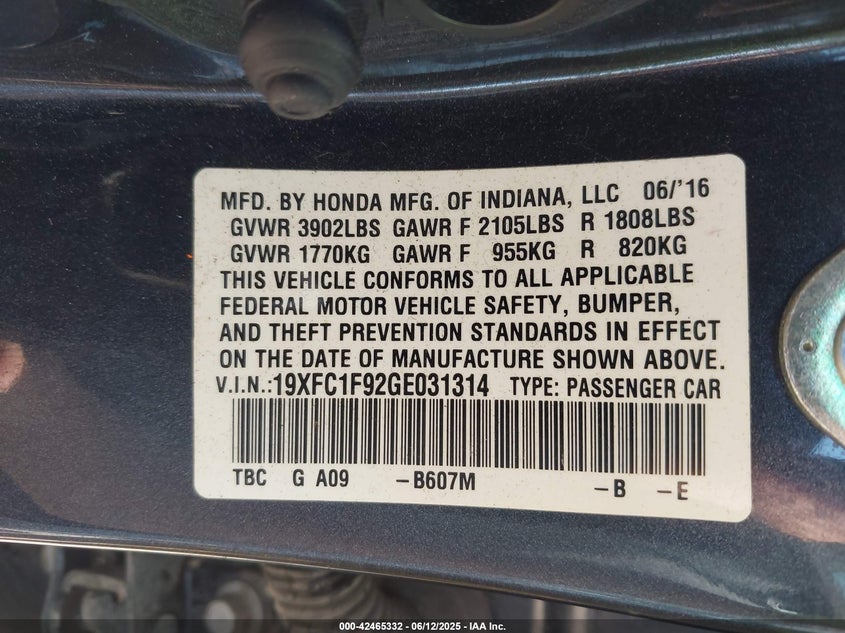 MFD. BY HONDA MFG. OF INDIANA, LLC 06/'16
GVWR 3902LBS GAWR F 2105LBS R 1808LBS
GVWR 1770KG GAWR F 955KG R 820KG
THIS VEHICLE CONFORMS TO ALL APPLICABLE
FEDERAL MOTOR VEHICLE SAFETY, BUMPER,
AND THEFT PREVENTION STANDARDS IN EFFECT
ON THE DATE OF MANUFACTURE SHOWN ABOVE.
V.I.N.:19XFC1F92GE031314 TYPE: PASSENGER CAR
TBC G A09 -B607M -B -E
000-42465332 - 06/12/2025 - IAA Inc.